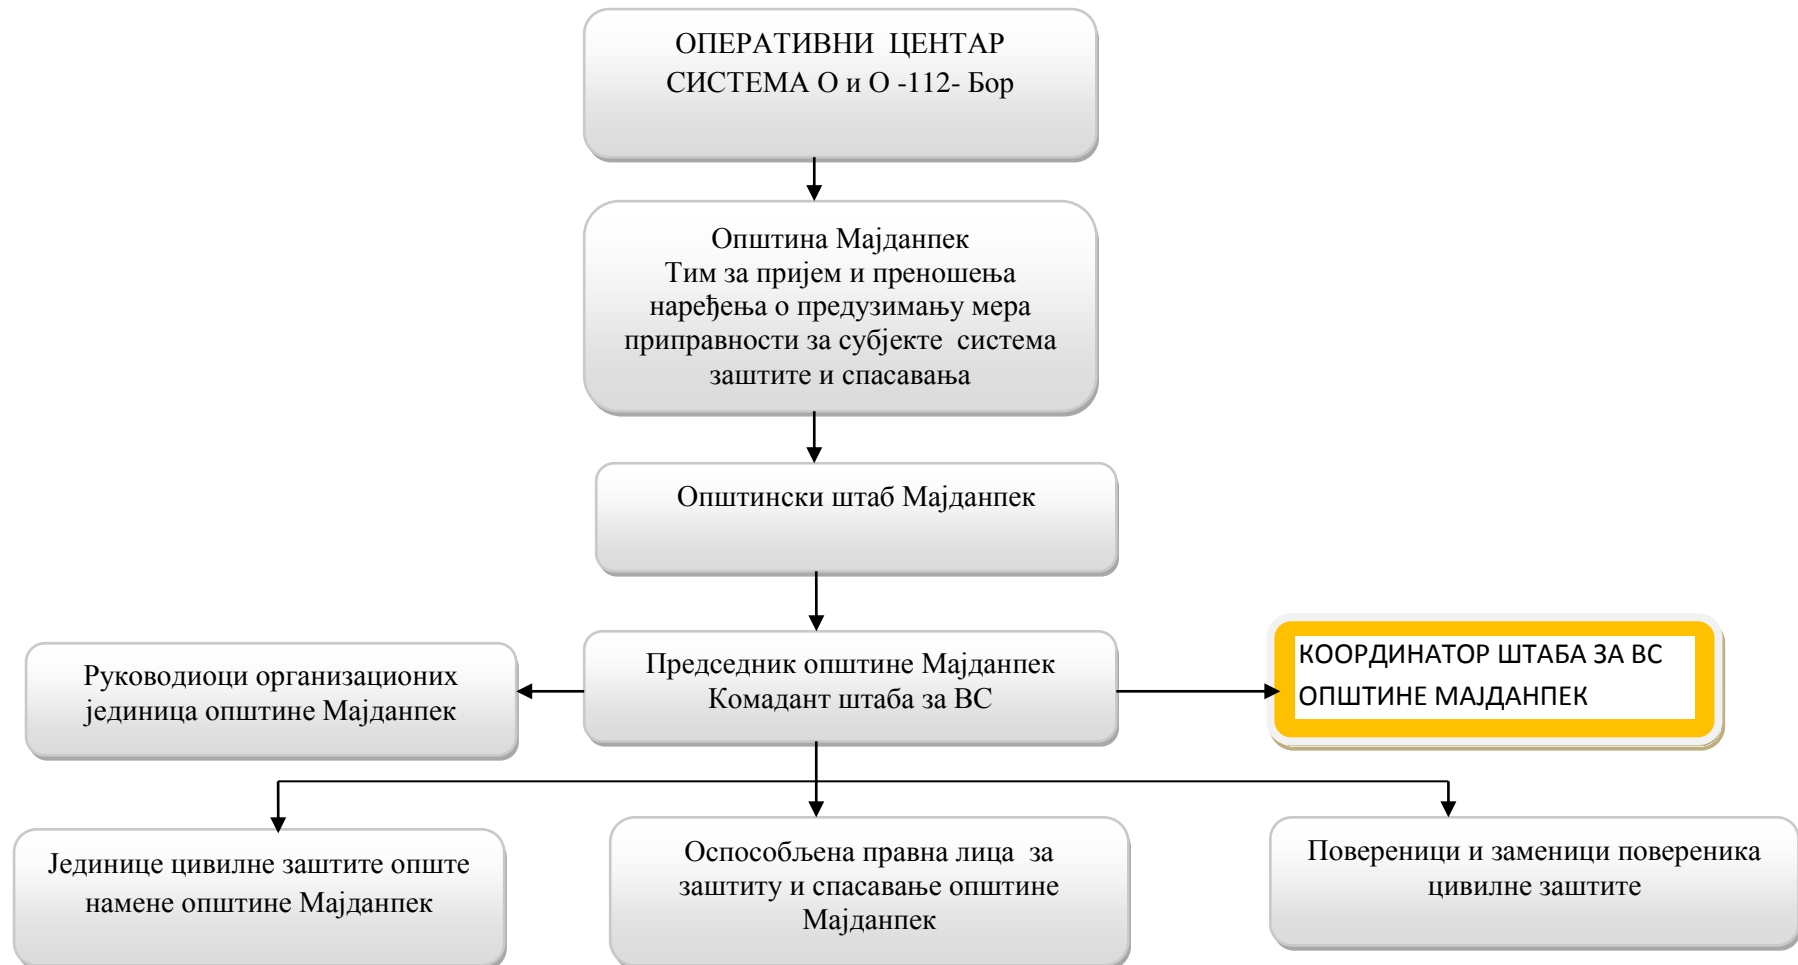 ОПЕРАТИВНИ ЦЕНТАР
СИСТЕМА О и О -112- Бор
Општина Мајданпек
Тим за пријем и преношења
наређења о предузимању мера
приправности за субјекте система
заштите и спасавања
Општински штаб Мајданпек
Руководиоци организационих
јединица општине Мајданпек
Председник општине Мајданпек
Комадант штаба за ВС
КООРДИНАТОР ШТАБА ЗА ВС
ОПШТИНЕ МАЈДАНПЕК
Јединице цивилне заштите опште
намене општине Мајданпек
Оспособљена правна лица за
заштиту и спасавање општине
Мајданпек
Повереници и заменици повереника
цивилне заштите